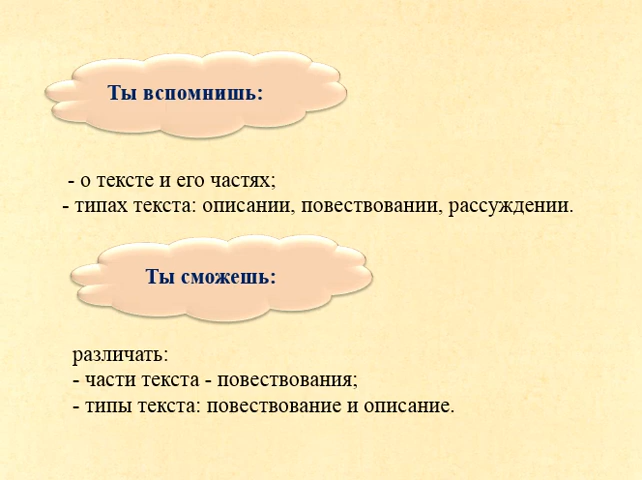 Ты вспомнишь:
- о тексте и его частях;
- типах текста: описании, повествовании, рассуждении.
Ты сможешь:
различать:
- части текста - повествования;
- типы текста: повествование и описание.